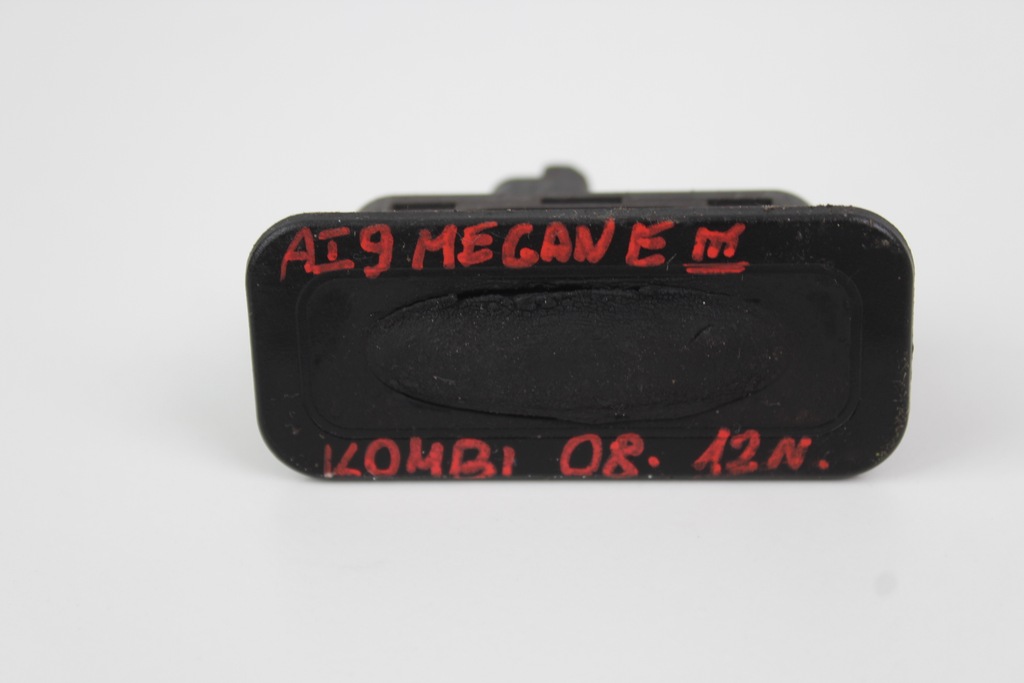 AI9 MEGANE III
KOMBI 08. 12N.